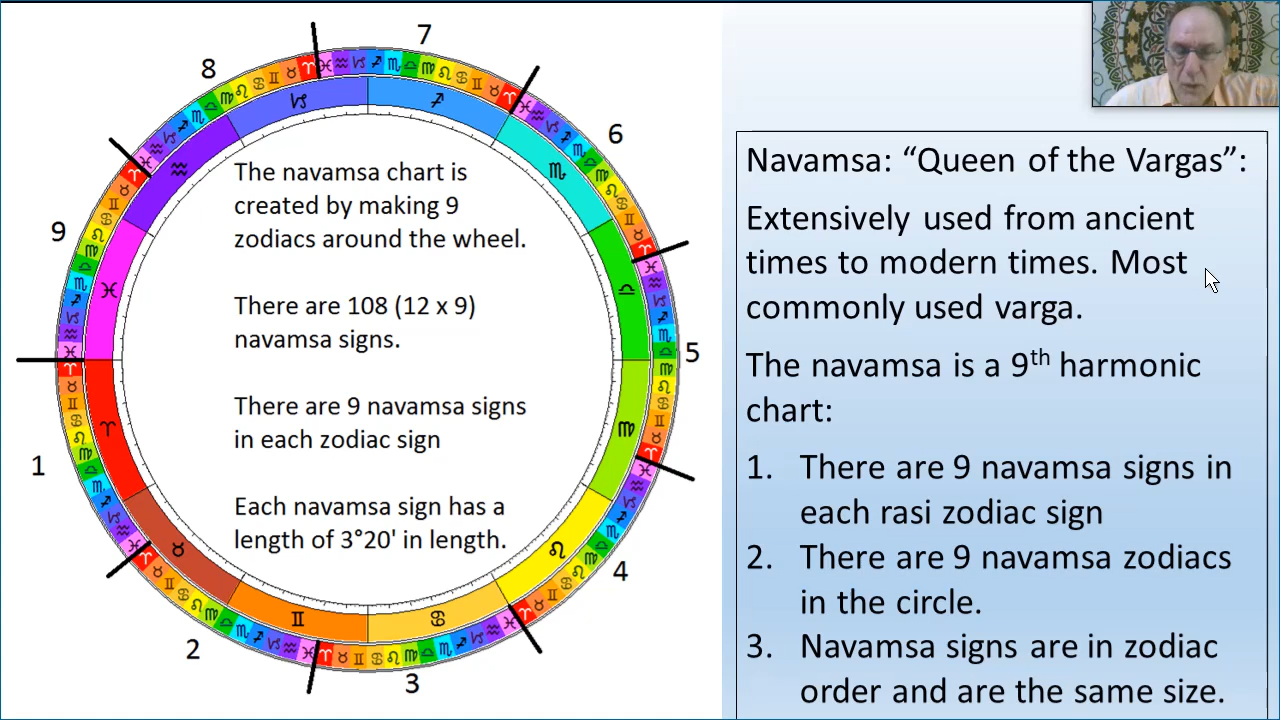 The navamsa chart is
created by making 9
zodiacs around the wheel.
There are 108 (12 x 9)
navamsa signs.
There are 9 navamsa signs
in each zodiac sign
Each navamsa sign has a
length of 3°20' in length.
1
2
3
4
5
6
7
8
9
Navamsa: “Queen of the Vargas”:
Extensively used from ancient
times to modern times. Most
commonly used varga.
The navamsa is a 9th harmonic
chart:
1. There are 9 navamsa signs in
each rasi zodiac sign
2. There are 9 navamsa zodiacs
in the circle.
3. Navamsa signs are in zodiac
order and are the same size.